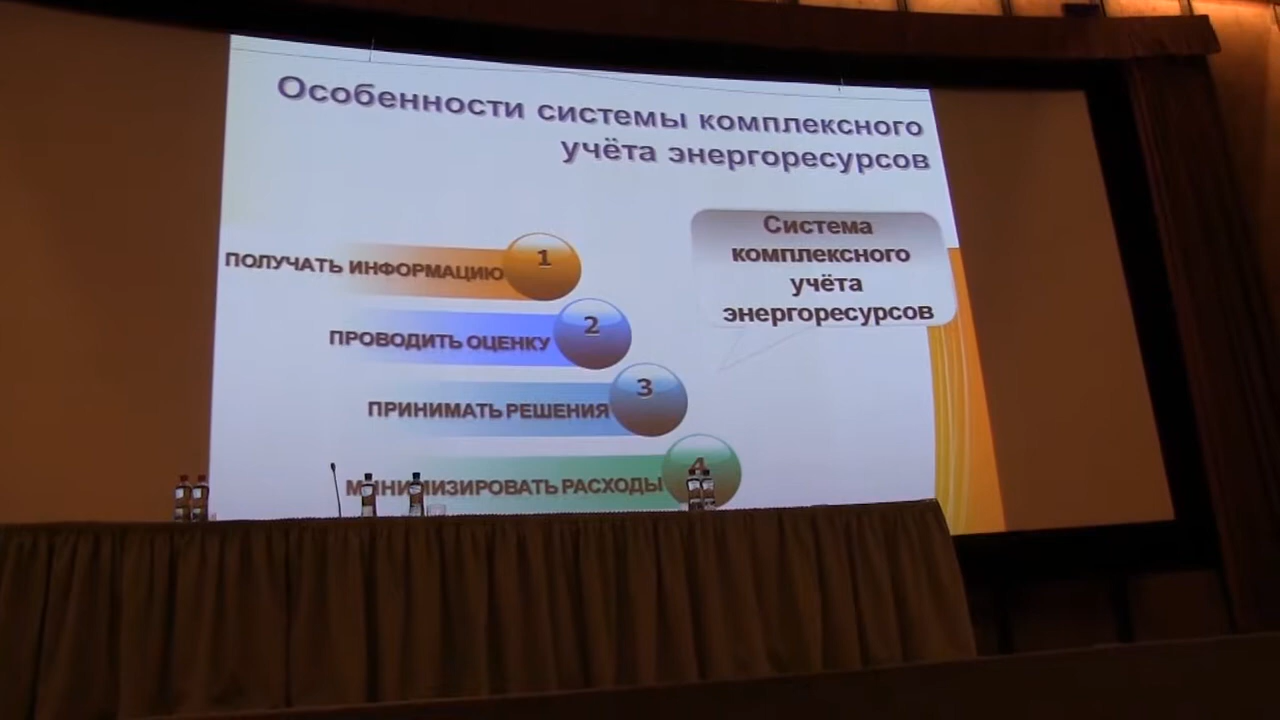 Особенности системы комплексного
учёта энергоресурсов
Система
комплексного
учёта
энергоресурсов
ПОЛУЧАТЬ ИНФОРМАЦИЮ 1
ПРОВОДИТЬ ОЦЕНКУ 2
ПРИНИМАТЬ РЕШЕНИЯ 3
МИНИМИЗИРОВАТЬ РАСХОДЫ 4